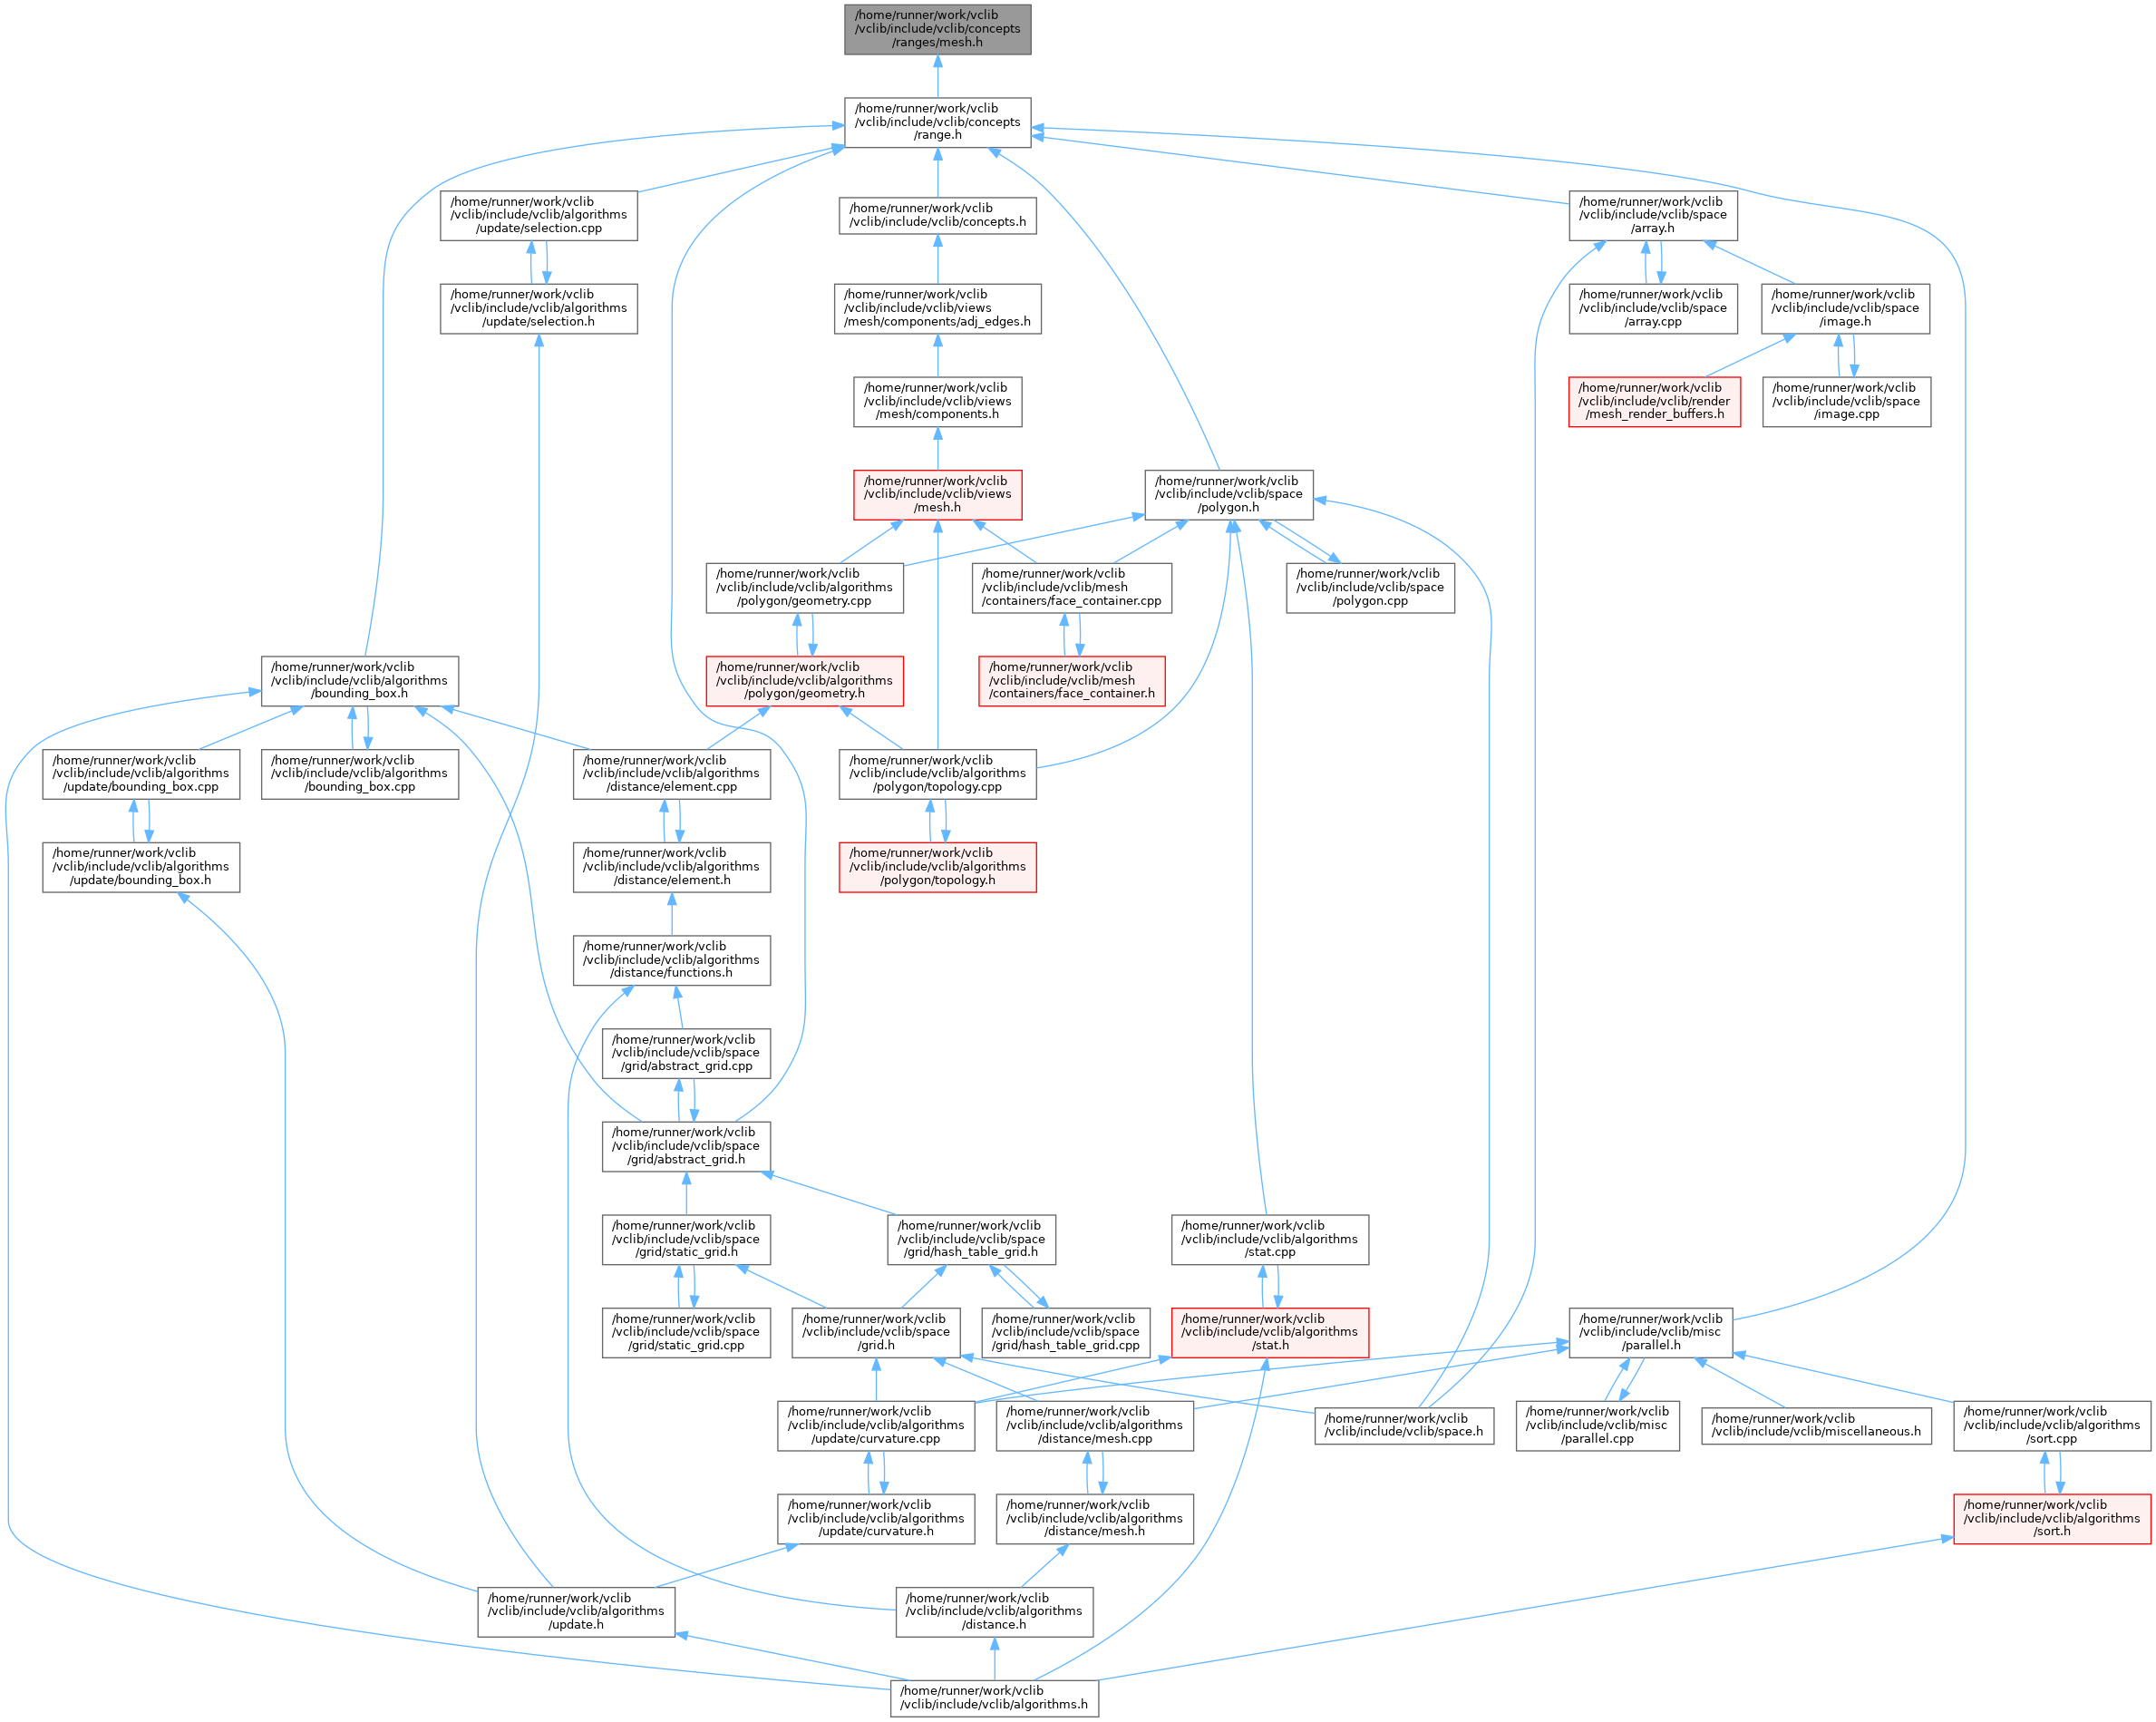 /home/runner/work/vclib
/vclib/include/vclib/concepts
/ranges/mesh.h
/home/runner/work/vclib
/vclib/include/vclib/concepts
/range.h
/home/runner/work/vclib
/vclib/include/vclib/algorithms
/update/selection.cpp
/home/runner/work/vclib
/vclib/include/vclib/concepts.h
/home/runner/work/vclib
/vclib/include/vclib/space
/array.h
/home/runner/work/vclib
/vclib/include/vclib/algorithms
/update/selection.h
/home/runner/work/vclib
/vclib/include/vclib/views
/mesh/components/adj_edges.h
/home/runner/work/vclib
/vclib/include/vclib/space
/array.cpp
/home/runner/work/vclib
/vclib/include/vclib/space
/image.h
/home/runner/work/vclib
/vclib/include/vclib/views
/mesh/components.h
/home/runner/work/vclib
/vclib/include/vclib/render
/mesh_render_buffers.h
/home/runner/work/vclib
/vclib/include/vclib/space
/image.cpp
/home/runner/work/vclib
/vclib/include/vclib/views
/mesh.h
/home/runner/work/vclib
/vclib/include/vclib/space
/polygon.h
/home/runner/work/vclib
/vclib/include/vclib/algorithms
/polygon/geometry.cpp
/home/runner/work/vclib
/vclib/include/vclib/mesh
/containers/face_container.cpp
/home/runner/work/vclib
/vclib/include/vclib/space
/polygon.cpp
/home/runner/work/vclib
/vclib/include/vclib/algorithms
/bounding_box.h
/home/runner/work/vclib
/vclib/include/vclib/algorithms
/polygon/geometry.h
/home/runner/work/vclib
/vclib/include/vclib/mesh
/containers/face_container.h
/home/runner/work/vclib
/vclib/include/vclib/algorithms
/update/bounding_box.cpp
/home/runner/work/vclib
/vclib/include/vclib/algorithms
/bounding_box.cpp
/home/runner/work/vclib
/vclib/include/vclib/algorithms
/distance/element.cpp
/home/runner/work/vclib
/vclib/include/vclib/algorithms
/polygon/topology.cpp
/home/runner/work/vclib
/vclib/include/vclib/algorithms
/update/bounding_box.h
/home/runner/work/vclib
/vclib/include/vclib/algorithms
/distance/element.h
/home/runner/work/vclib
/vclib/include/vclib/algorithms
/polygon/topology.h
/home/runner/work/vclib
/vclib/include/vclib/algorithms
/distance/functions.h
/home/runner/work/vclib
/vclib/include/vclib/space
/grid/abstract_grid.cpp
/home/runner/work/vclib
/vclib/include/vclib/space
/grid/abstract_grid.h
/home/runner/work/vclib
/vclib/include/vclib/space
/grid/static_grid.h
/home/runner/work/vclib
/vclib/include/vclib/space
/grid/hash_table_grid.h
/home/runner/work/vclib
/vclib/include/vclib/algorithms
/stat.cpp
/home/runner/work/vclib
/vclib/include/vclib/space
/grid/static_grid.cpp
/home/runner/work/vclib
/vclib/include/vclib/space
/grid.h
/home/runner/work/vclib
/vclib/include/vclib/space
/grid/hash_table_grid.cpp
/home/runner/work/vclib
/vclib/include/vclib/algorithms
/stat.h
/home/runner/work/vclib
/vclib/include/vclib/misc
/parallel.h
/home/runner/work/vclib
/vclib/include/vclib/algorithms
/update/curvature.cpp
/home/runner/work/vclib
/vclib/include/vclib/algorithms
/distance/mesh.cpp
/home/runner/work/vclib
/vclib/include/vclib/space.h
/home/runner/work/vclib
/vclib/include/vclib/misc
/parallel.cpp
/home/runner/work/vclib
/vclib/include/vclib/miscellaneous.h
/home/runner/work/vclib
/vclib/include/vclib/algorithms
/sort.cpp
/home/runner/work/vclib
/vclib/include/vclib/algorithms
/update/curvature.h
/home/runner/work/vclib
/vclib/include/vclib/algorithms
/distance/mesh.h
/home/runner/work/vclib
/vclib/include/vclib/algorithms
/sort.h
/home/runner/work/vclib
/vclib/include/vclib/algorithms
/update.h
/home/runner/work/vclib
/vclib/include/vclib/algorithms
/distance.h
/home/runner/work/vclib
/vclib/include/vclib/algorithms.h